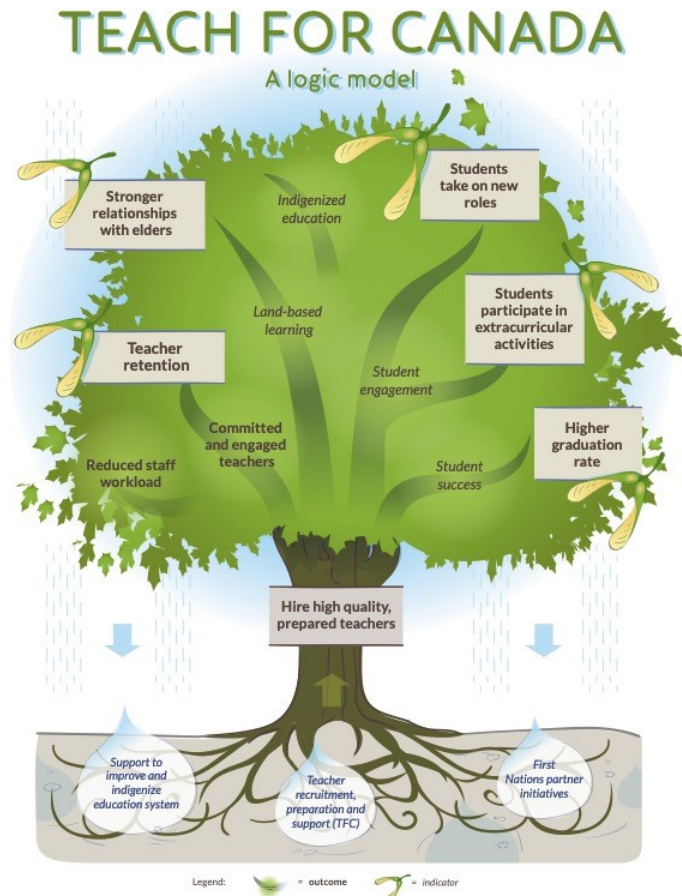 TEACH FOR CANADA
A logic model
Stronger
relationships
with elders
Indigenized
education
Students
take on new
roles
Land-based
learning
Students
participate in
extracurricular
activities
Teacher
retention
Student
engagement
Committed
and engaged
teachers
Higher
graduation
rate
Reduced staff
workload
Student
success
Hire high quality,
prepared teachers
Support to
improve and
indigenize
education system
Teacher
recruitment,
preparation and
support (TFC)
First
Nations partner
initiatives
Legend: = outcome = indicator